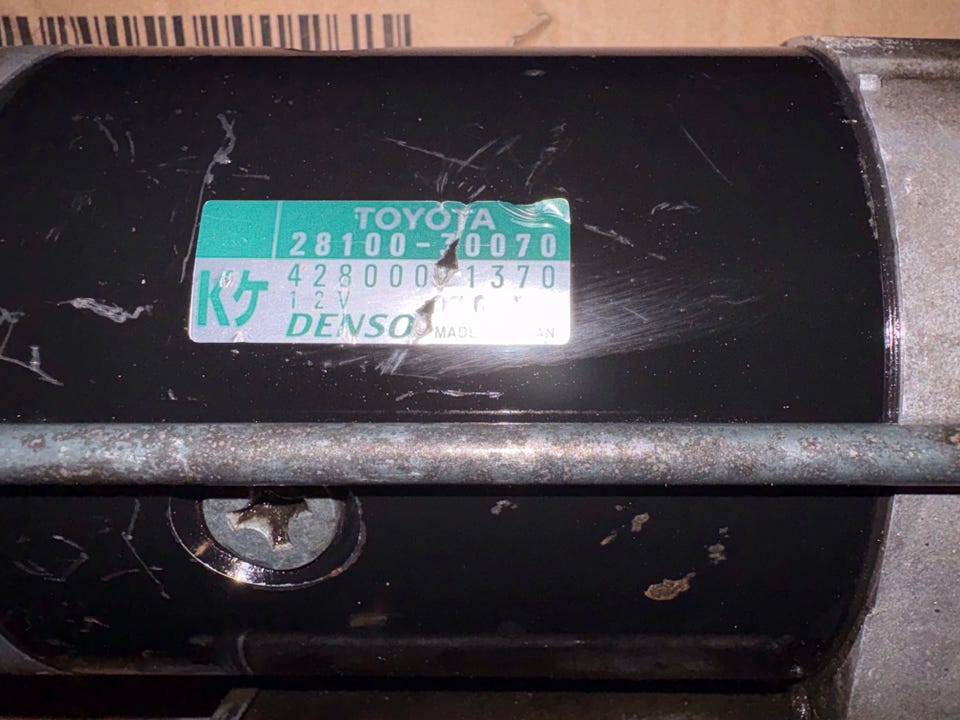 TOYOTA
28100-30070
Kケ
428000-1370
12V
DENSO MADE